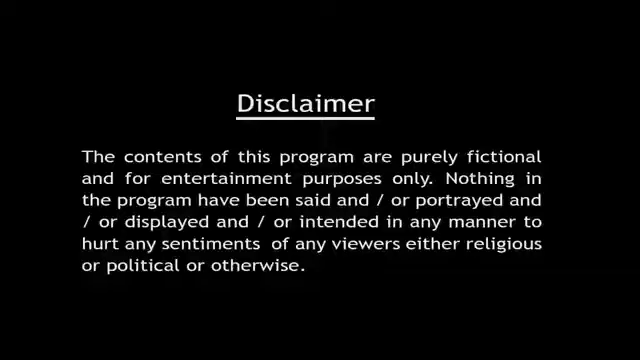 Disclaimer
The contents of this program are purely fictional
and for entertainment purposes only. Nothing in
the program have been said and / or portrayed and
/ or displayed and / or intended in any manner to
hurt any sentiments of any viewers either religious
or political or otherwise.